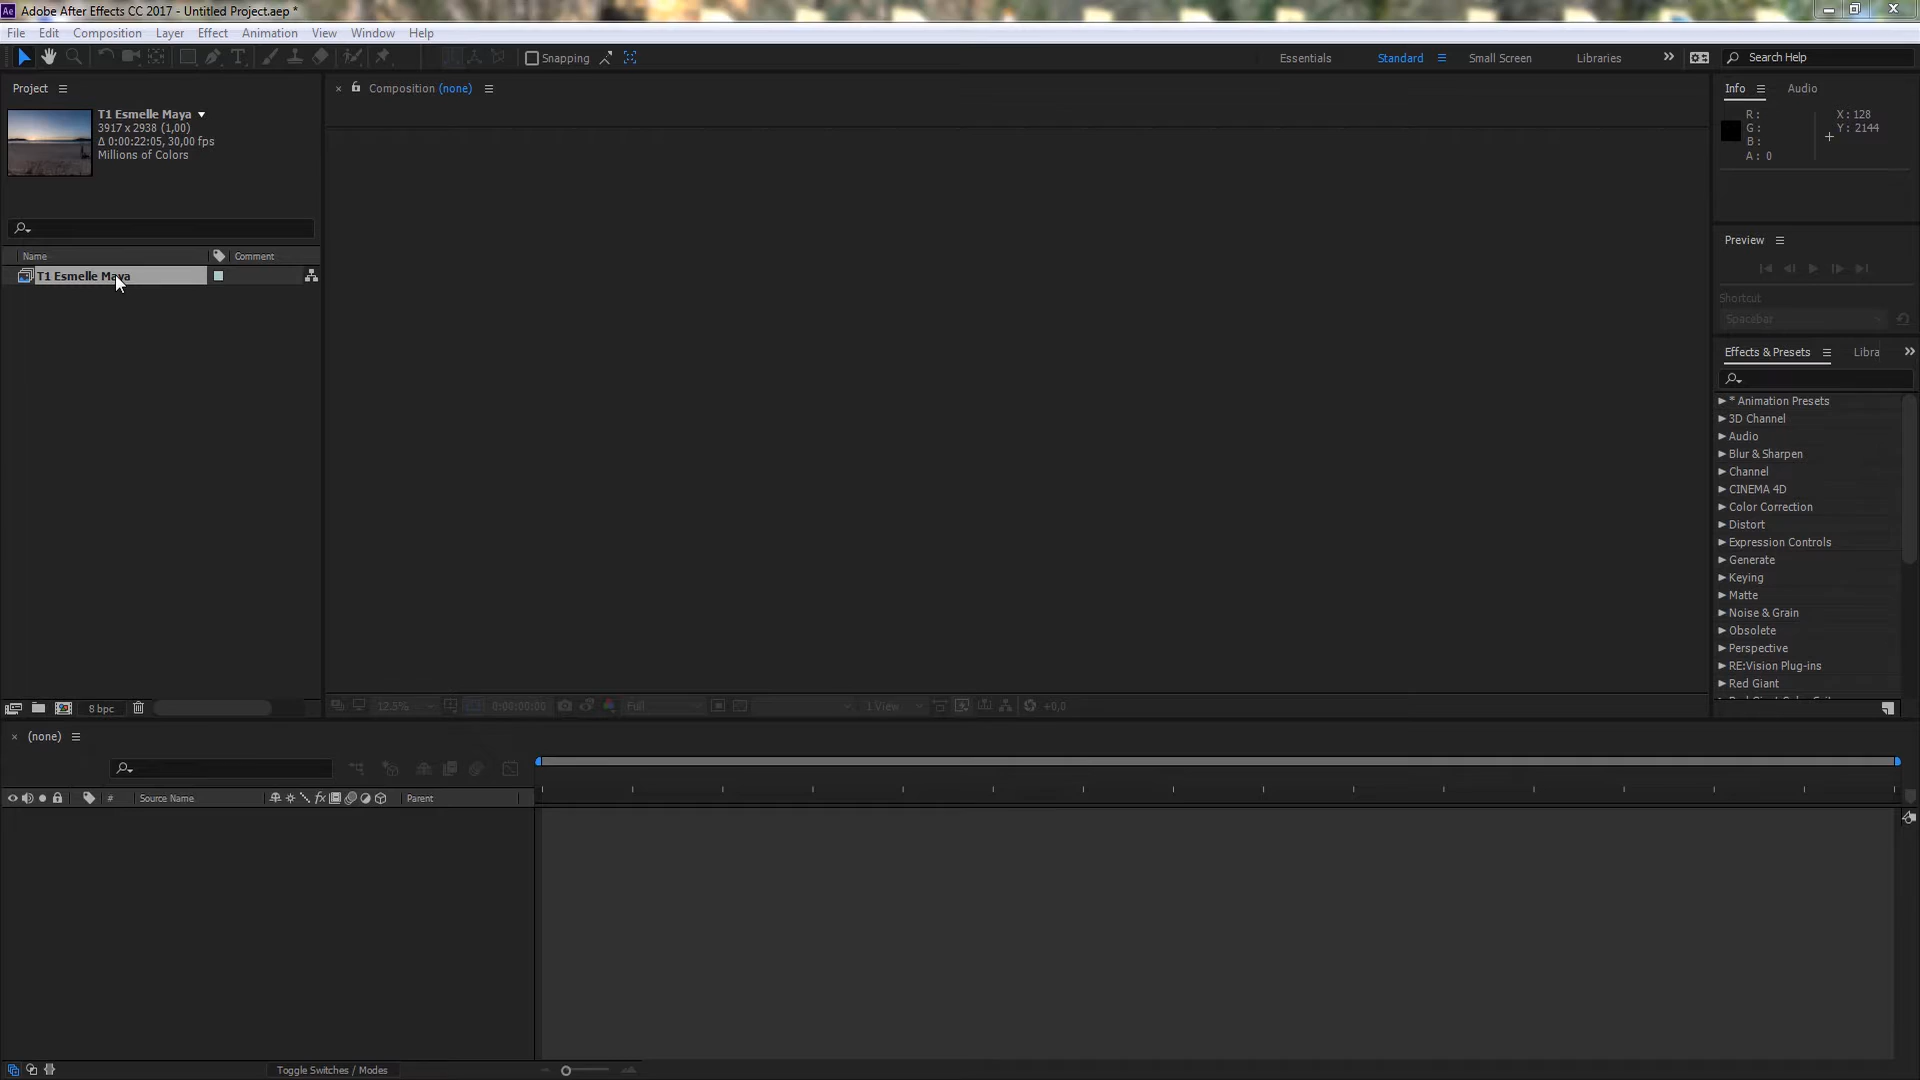 Ae Adobe After Effects CC 2017 - Untitled Project.aep *
File Edit Composition Layer Effect Animation View Window Help
T Snapping Essentials Standard Small Screen Libraries Search Help
Project
T1 Esmelle Maya
3917 x 2938 (1,00)
Δ 0:00:22:05, 30,00 fps
Millions of Colors
Name Comment
T1 Esmelle Maya
8 bpc
Composition (none)
12.5% 0:00:00:00 Full 1 View +0,0
Info Audio
R :
G :
B :
A : 0
X : 128
Y : 2144
Preview
Shortcut
Spacebar
Effects & Presets Libra
* Animation Presets
3D Channel
Audio
Blur & Sharpen
Channel
CINEMA 4D
Color Correction
Distort
Expression Controls
Generate
Keying
Matte
Noise & Grain
Obsolete
Perspective
RE:Vision Plug-ins
Red Giant
(none)
# Source Name fx Parent
Toggle Switches / Modes